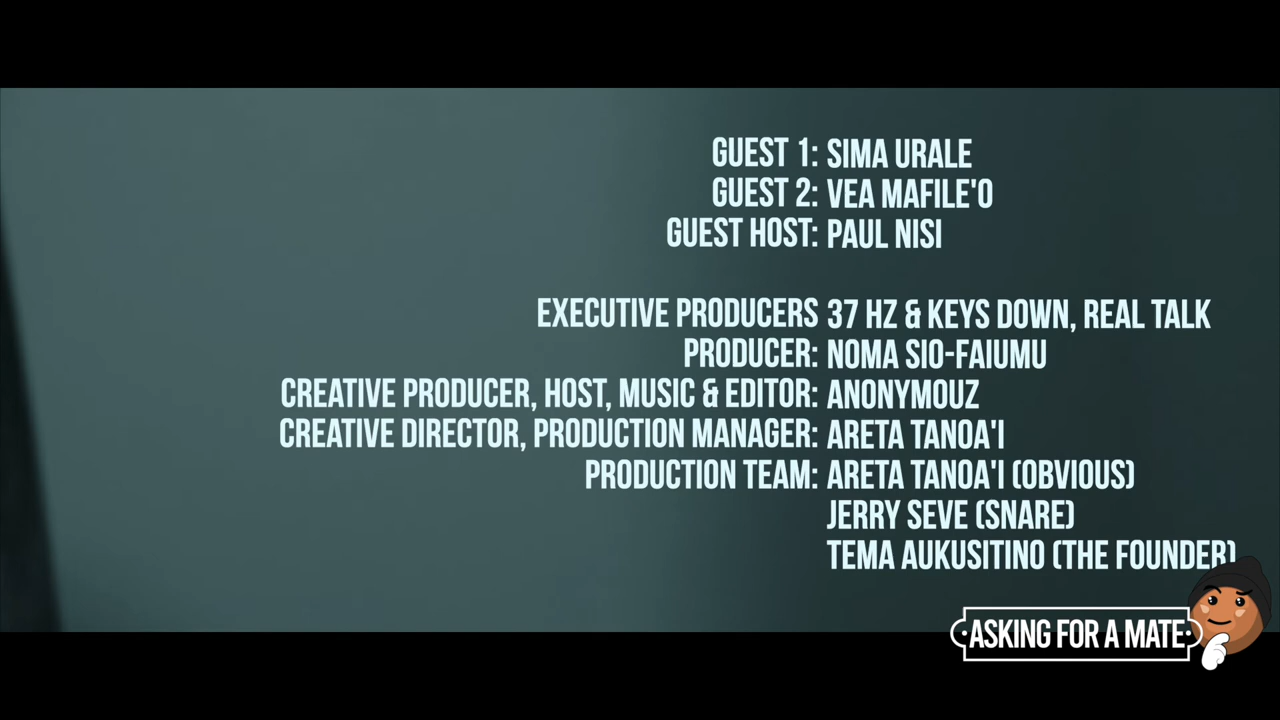 GUEST 1: SIMA URALE
GUEST 2: VEA MAFILE'O
GUEST HOST: PAUL NISI
EXECUTIVE PRODUCERS 37 HZ & KEYS DOWN, REAL TALK
PRODUCER: NOMA SIO-FAIUMU
CREATIVE PRODUCER, HOST, MUSIC & EDITOR: ANONYMOUZ
CREATIVE DIRECTOR, PRODUCTION MANAGER: ARETA TANOA'I
PRODUCTION TEAM: ARETA TANOA'I (OBVIOUS)
JERRY SEVE (SNARE)
TEMA AUKUSITINO (THE FOUNDER)
ASKING FOR A MATE